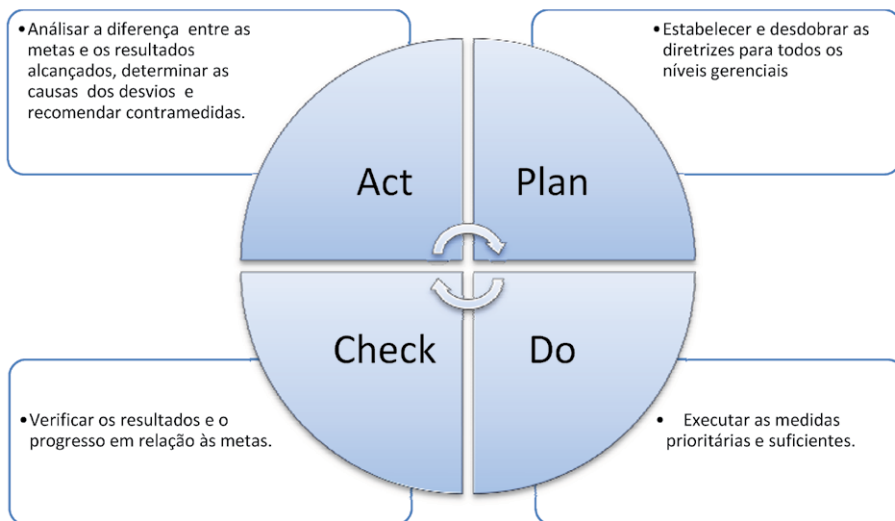 •Análisar a diferença entre as
metas e os resultados
alcançados, determinar as
causas dos desvios e
recomendar contramedidas.
•Estabelecer e desdobrar as
diretrizes para todos os
níveis gerenciais
Act
Plan
Check
Do
•Verificar os resultados e o
progresso em relação às metas.
• Executar as medidas
prioritárias e suficientes.